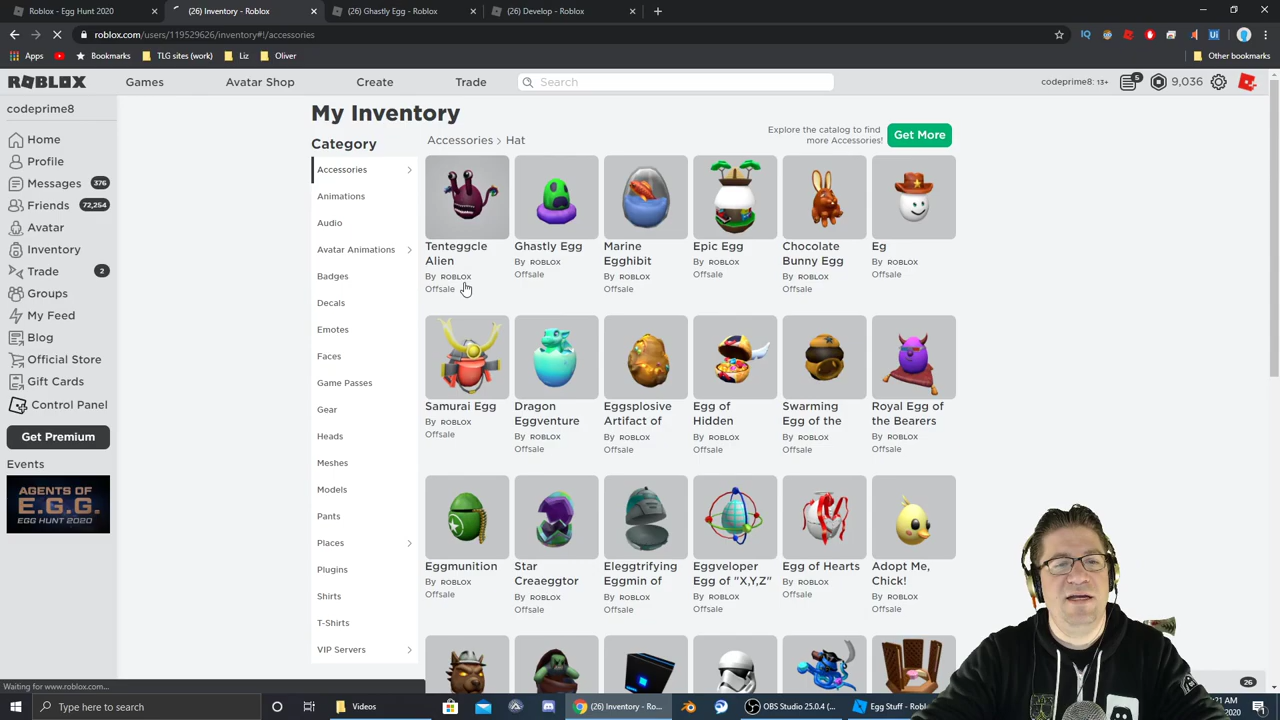 Roblox - Egg Hunt 2020
(26) Inventory - Roblox
(26) Ghastly Egg - Roblox
(26) Develop - Roblox
roblox.com/users/119529626/inventory#!/accessories
Apps
Bookmarks
TLG sites (work)
Liz
Oliver
Other bookmarks
ROBLOX
Games
Avatar Shop
Create
Trade
Search
codeprime8: 13+
5
9,036
codeprime8
Home
Profile
Messages 376
Friends 72,254
Avatar
Inventory
Trade 2
Groups
My Feed
Blog
Official Store
Gift Cards
Control Panel
Get Premium
Events
AGENTS OF
E.G.G.
EGG HUNT 2020
My Inventory
Category
Accessories
Animations
Audio
Avatar Animations
Badges
Decals
Emotes
Faces
Game Passes
Gear
Heads
Meshes
Models
Pants
Places
Plugins
Shirts
T-Shirts
VIP Servers
Accessories > Hat
Explore the catalog to find
more Accessories!
Get More
Tenteggcle
Alien
By ROBLOX
Offsale
Ghastly Egg
By ROBLOX
Offsale
Marine
Egghibit
By ROBLOX
Offsale
Epic Egg
By ROBLOX
Offsale
Chocolate
Bunny Egg
By ROBLOX
Offsale
Eg
By ROBLOX
Offsale
Samurai Egg
By ROBLOX
Offsale
Dragon
Eggventure
By ROBLOX
Offsale
Eggsplosive
Artifact of
By ROBLOX
Offsale
Egg of
Hidden
By ROBLOX
Offsale
Swarming
Egg of the
By ROBLOX
Offsale
Royal Egg of
the Bearers
By ROBLOX
Offsale
Eggmunition
By ROBLOX
Offsale
Star
Creaeggtor
By ROBLOX
Offsale
Eleggtrifying
Eggmin of
By ROBLOX
Offsale
Eggveloper
Egg of "X,Y,Z"
By ROBLOX
Offsale
Egg of Hearts
By ROBLOX
Offsale
Adopt Me,
Chick!
By ROBLOX
Offsale
Waiting for www.roblox.com...
Type here to search
Videos
(26) Inventory - Ro...
OBS Studio 25.0.4 (...
Egg Stuff - R
26